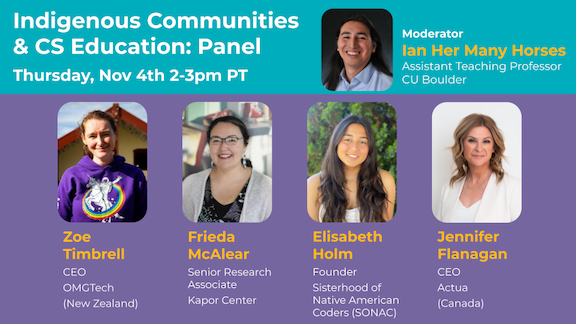 Indigenous Communities
& CS Education: Panel
Thursday, Nov 4th 2-3pm PT
Moderator
Ian Her Many Horses
Assistant Teaching Professor
CU Boulder
Zoe
Timbrell
CEO
OMGTech
(New Zealand)
Frieda
McAlear
Senior Research
Associate
Kapor Center
Elisabeth
Holm
Founder
Sisterhood of
Native American
Coders (SONAC)
Jennifer
Flanagan
CEO
Actua
(Canada)